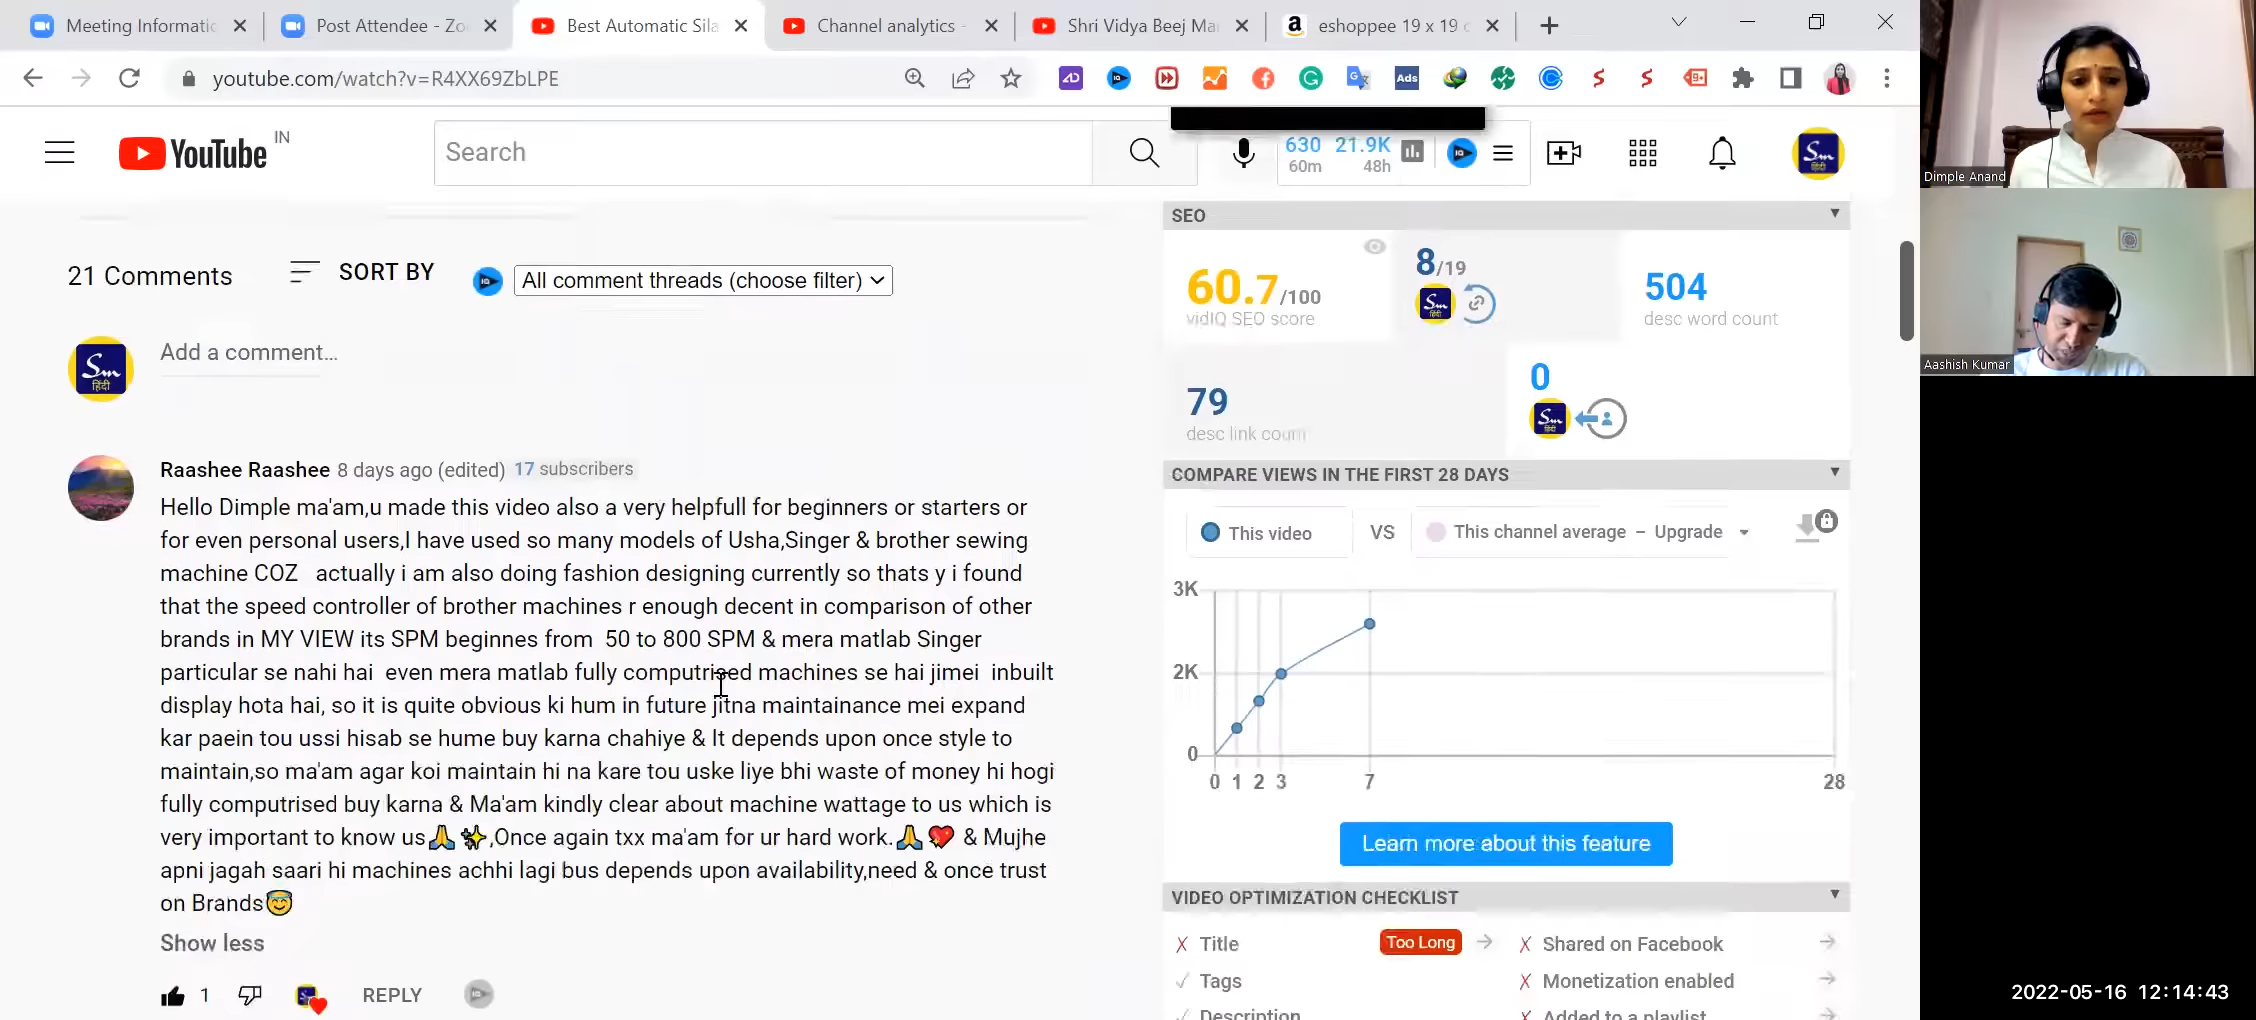 Meeting Informatic
Post Attendee - Zo
Best Automatic Sila
Channel analytics -
Shri Vidya Beej Ma
eshoppee 19 x 19 c
youtube.com/watch?v=R4XX69ZbLPE
Ads
YouTube IN
Search
630 21.9K
60m 48h
Sm
हिंदी
Dimple Anand
Aashish Kumar
21 Comments
SORT BY
All comment threads (choose filter)
Sm
हिंदी
Add a comment...
Raashee Raashee 8 days ago (edited) 17 subscribers
Hello Dimple ma'am,u made this video also a very helpfull for beginners or starters or
for even personal users,I have used so many models of Usha,Singer & brother sewing
machine COZ actually i am also doing fashion designing currently so thats y i found
that the speed controller of brother machines r enough decent in comparison of other
brands in MY VIEW its SPM beginnes from 50 to 800 SPM & mera matlab Singer
particular se nahi hai even mera matlab fully computrised machines se hai jimei inbuilt
display hota hai, so it is quite obvious ki hum in future jitna maintainance mei expand
kar paein tou ussi hisab se hume buy karna chahiye & It depends upon once style to
maintain,so ma'am agar koi maintain hi na kare tou uske liye bhi waste of money hi hogi
fully computrised buy karna & Ma'am kindly clear about machine wattage to us which is
very important to know us🙏✨,Once again txx ma'am for ur hard work.🙏💖 & Mujhe
apni jagah saari hi machines achhi lagi bus depends upon availability,need & once trust
on Brands😇
Show less
1
REPLY
SEO
60.7/100
vidIQ SEO score
8/19
504
desc word count
79
desc link count
0
COMPARE VIEWS IN THE FIRST 28 DAYS
This video
VS
This channel average – Upgrade
3K
2K
0
0 1 2 3 7 28
Learn more about this feature
VIDEO OPTIMIZATION CHECKLIST
Title Too Long
Shared on Facebook
Tags
Monetization enabled
Description
Added to a playlist
2022-05-16 12:14:43